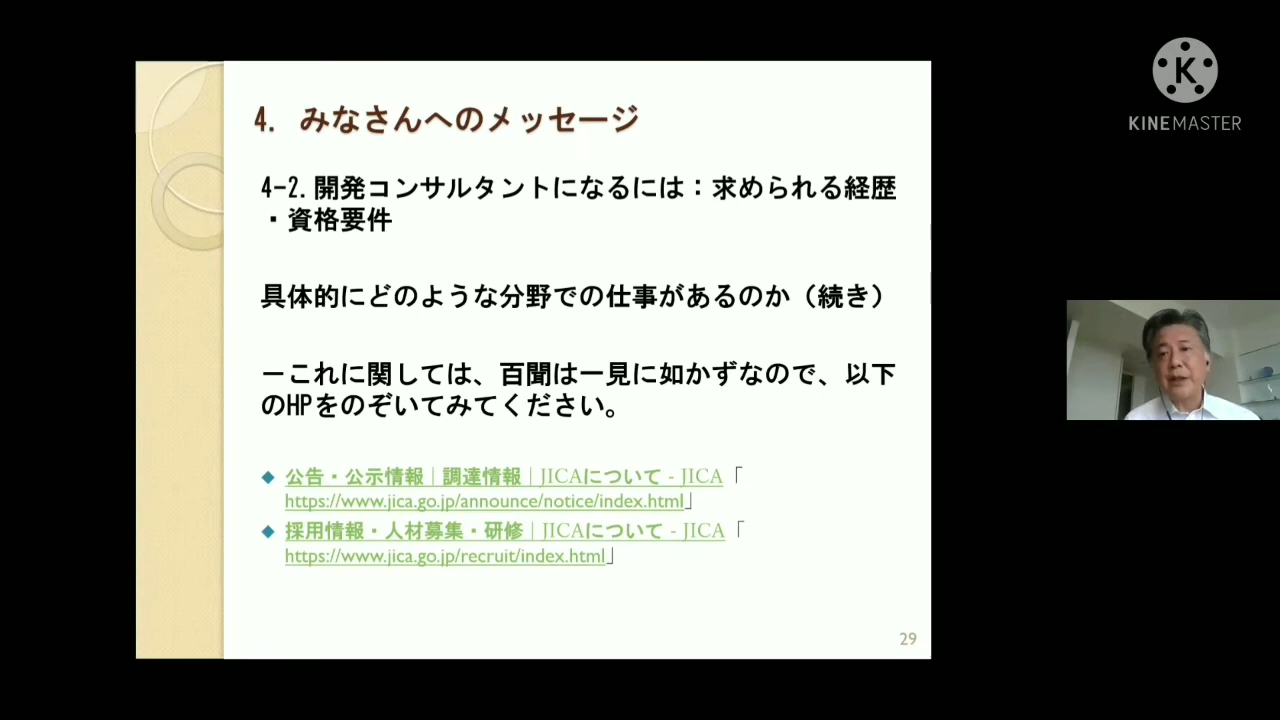 4. みなさんへのメッセージ
4-2.開発コンサルタントになるには：求められる経歴
・資格要件
具体的にどのような分野での仕事があるのか（続き）
－これに関しては、百聞は一見に如かずなので、以下
のHPをのぞいてみてください。
◆ 公告・公示情報｜調達情報｜JICAについて - JICA「
https://www.jica.go.jp/announce/notice/index.html」
◆ 採用情報・人材募集・研修｜JICAについて - JICA「
https://www.jica.go.jp/recruit/index.html」
29
K
KINEMASTER